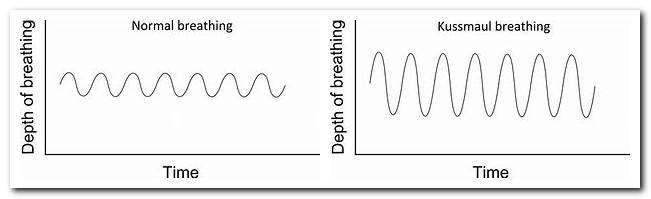 Normal breathing
Depth of breathing
Time
Kussmaul breathing
Depth of breathing
Time